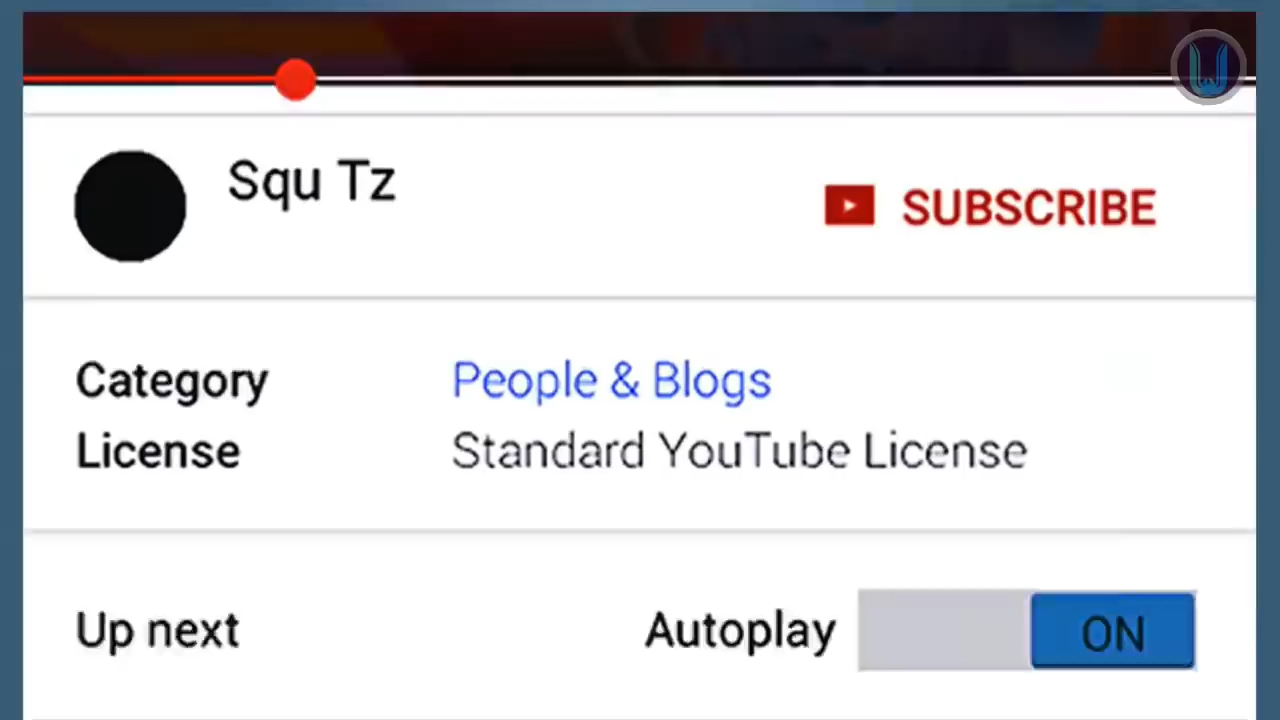 Squ Tz
SUBSCRIBE
Category People & Blogs
License Standard YouTube License
Up next Autoplay ON